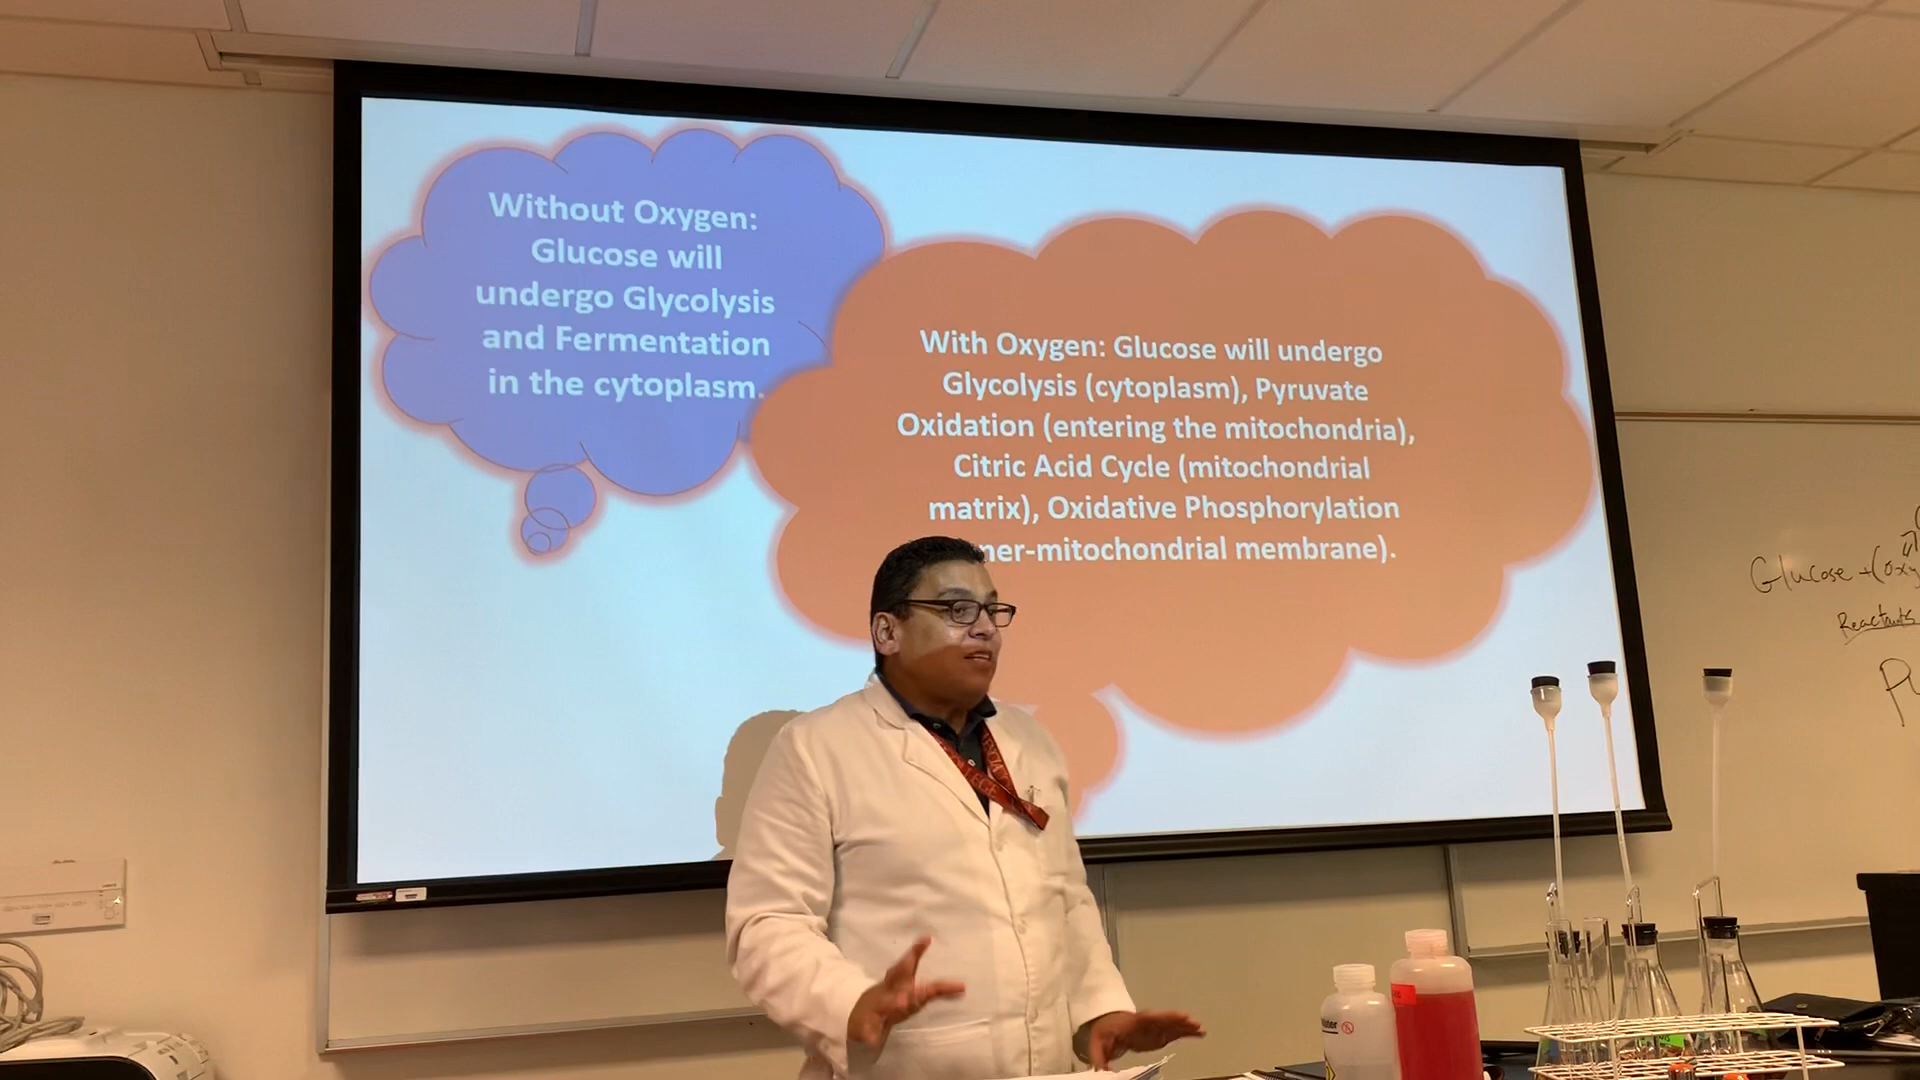 Without Oxygen:
Glucose will
undergo Glycolysis
and Fermentation
in the cytoplasm.
With Oxygen: Glucose will undergo
Glycolysis (cytoplasm), Pyruvate
Oxidation (entering the mitochondria),
Citric Acid Cycle (mitochondrial
matrix), Oxidative Phosphorylation
ner-mitochondrial membrane).
Glucose + (oxy
Reactants